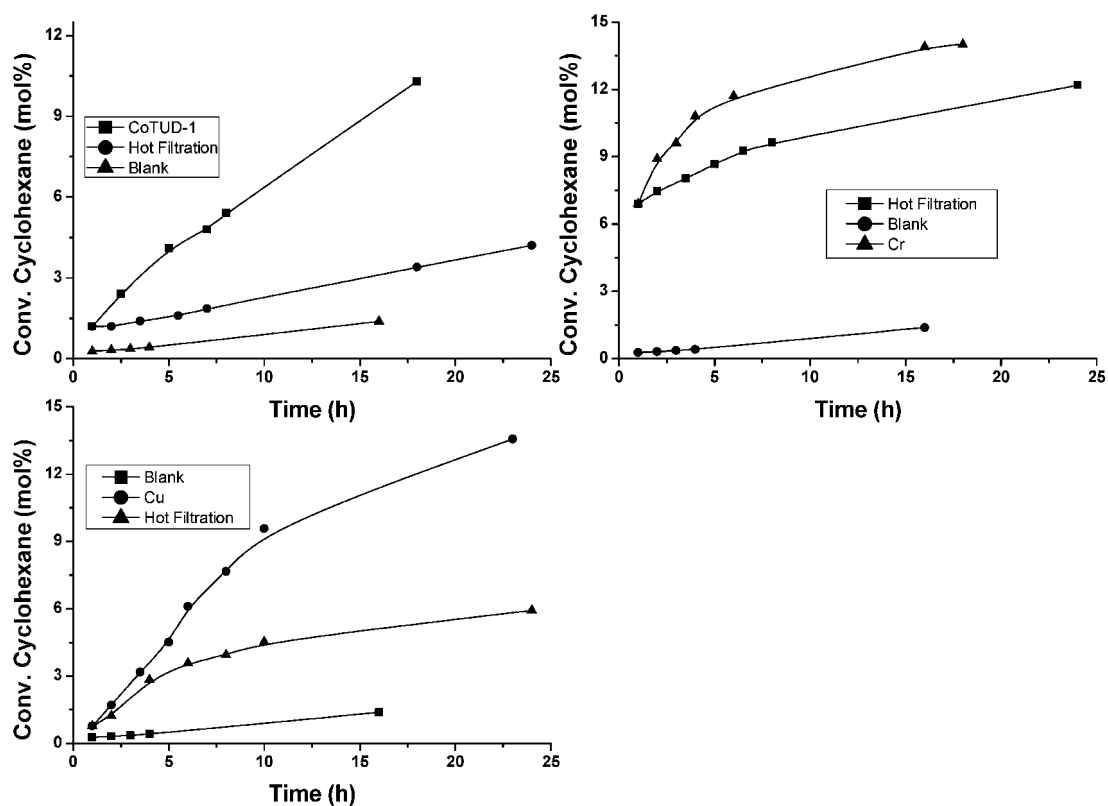 Conv. Cyclohexane (mol%)
12
9
6
3
0
CoTUD-1
Hot Filtration
Blank
0 5 10 15 20 25
Time (h)
Conv. Cyclohexane (mol%)
15
12
9
6
3
0
Hot Filtration
Blank
Cr
0 5 10 15 20 25
Time (h)
Conv. Cyclohexane (mol%)
15
12
9
6
3
0
Blank
Cu
Hot Filtration
0 5 10 15 20 25
Time (h)